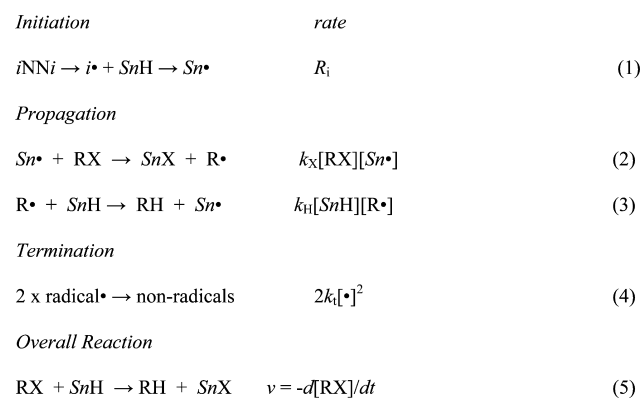 Initiation rate
iNNi → i• + SnH → Sn• Ri (1)
Propagation
Sn• + RX → SnX + R• kX[RX][Sn•] (2)
R• + SnH → RH + Sn• kH[SnH][R•] (3)
Termination
2 x radical• → non-radicals 2kt[•]2 (4)
Overall Reaction
RX + SnH → RH + SnX v = -d[RX]/dt (5)